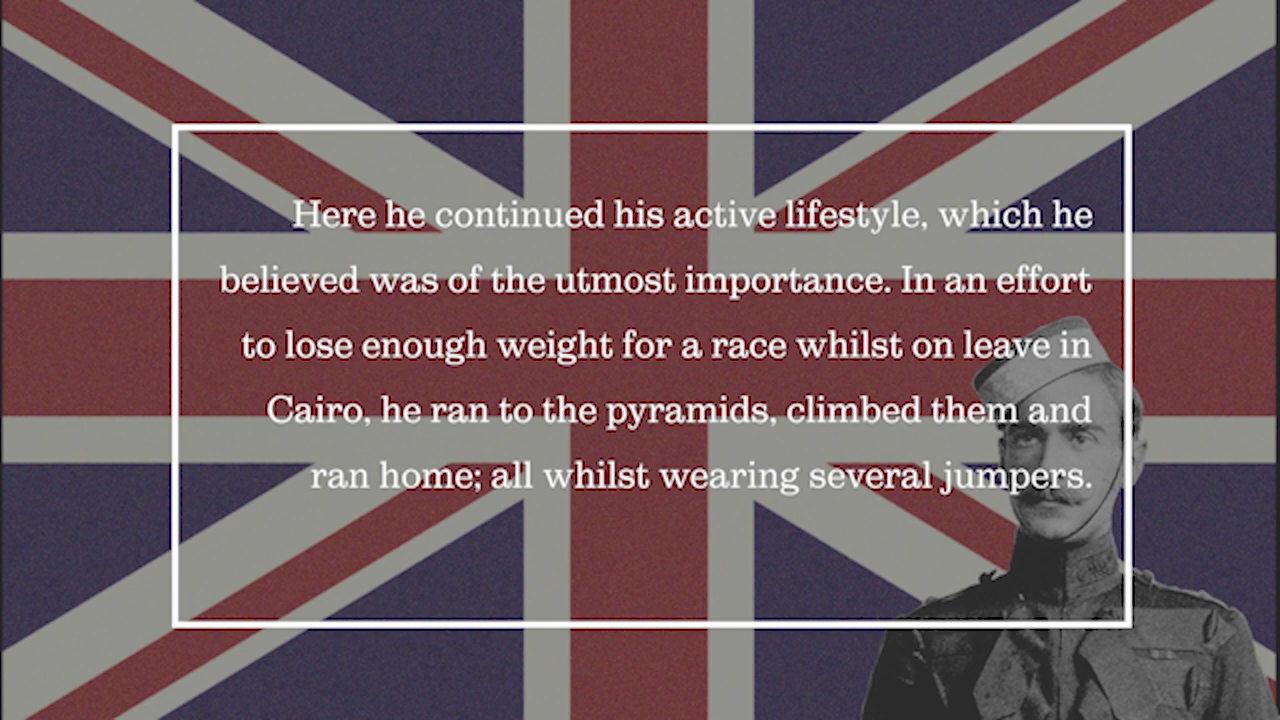 Here he continued his active lifestyle, which he
believed was of the utmost importance. In an effort
to lose enough weight for a race whilst on leave in
Cairo, he ran to the pyramids, climbed them and
ran home; all whilst wearing several jumpers.